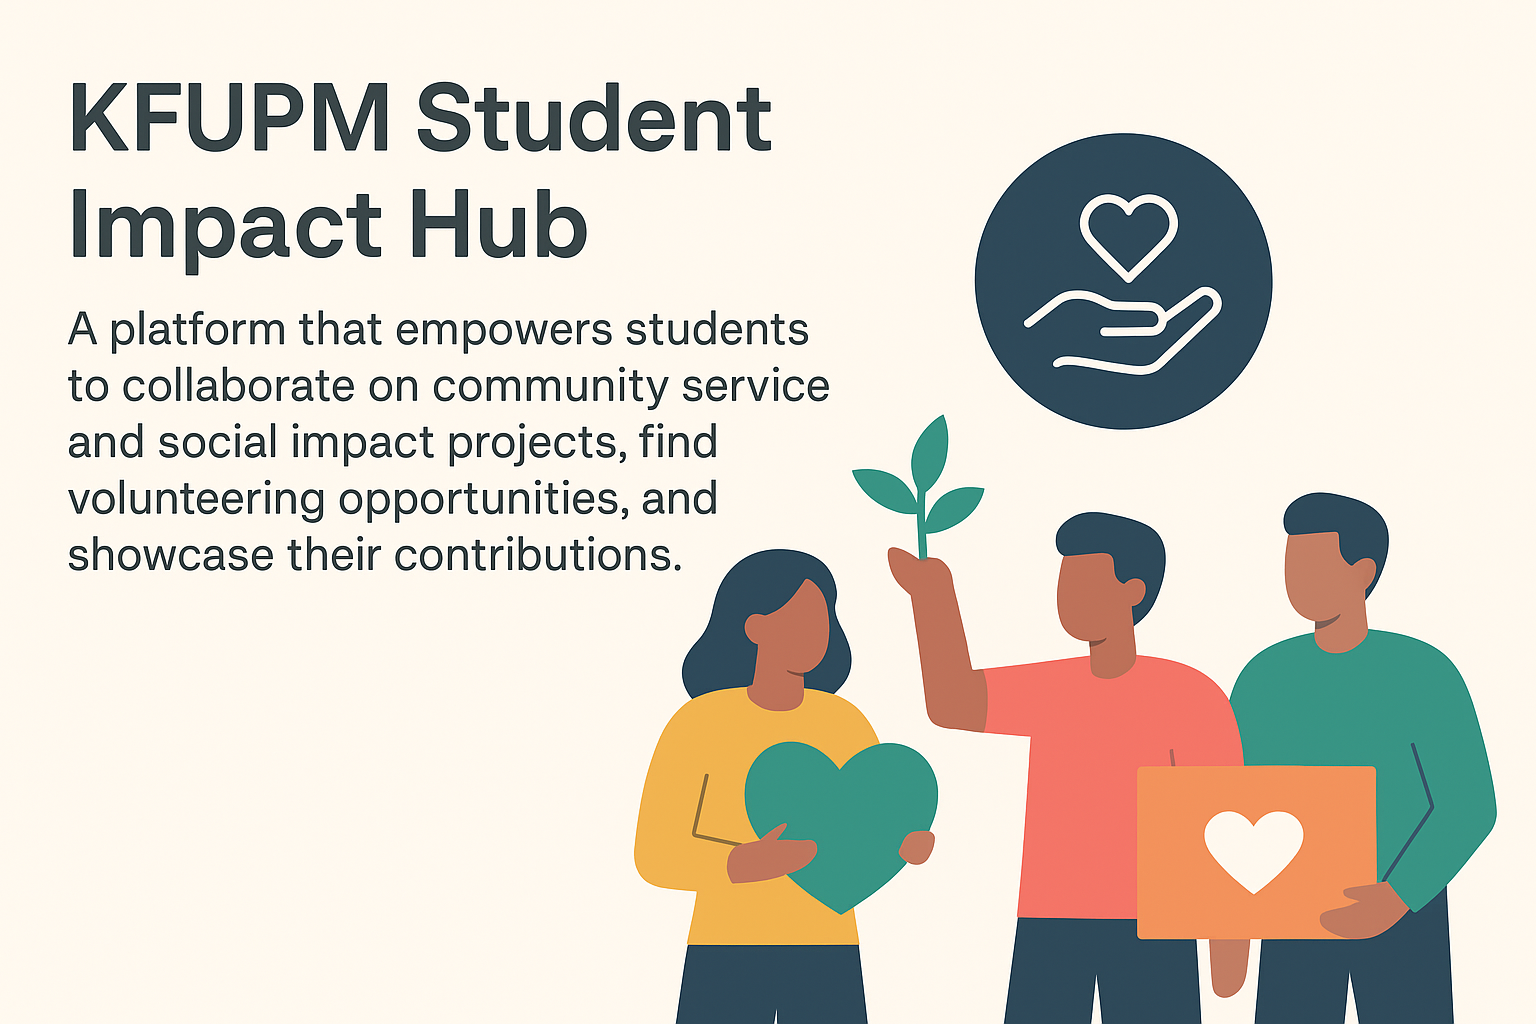 KFUPM Student
Impact Hub
A platform that empowers students
to collaborate on community service
and social impact projects, find
volunteering opportunities, and
showcase their contributions.